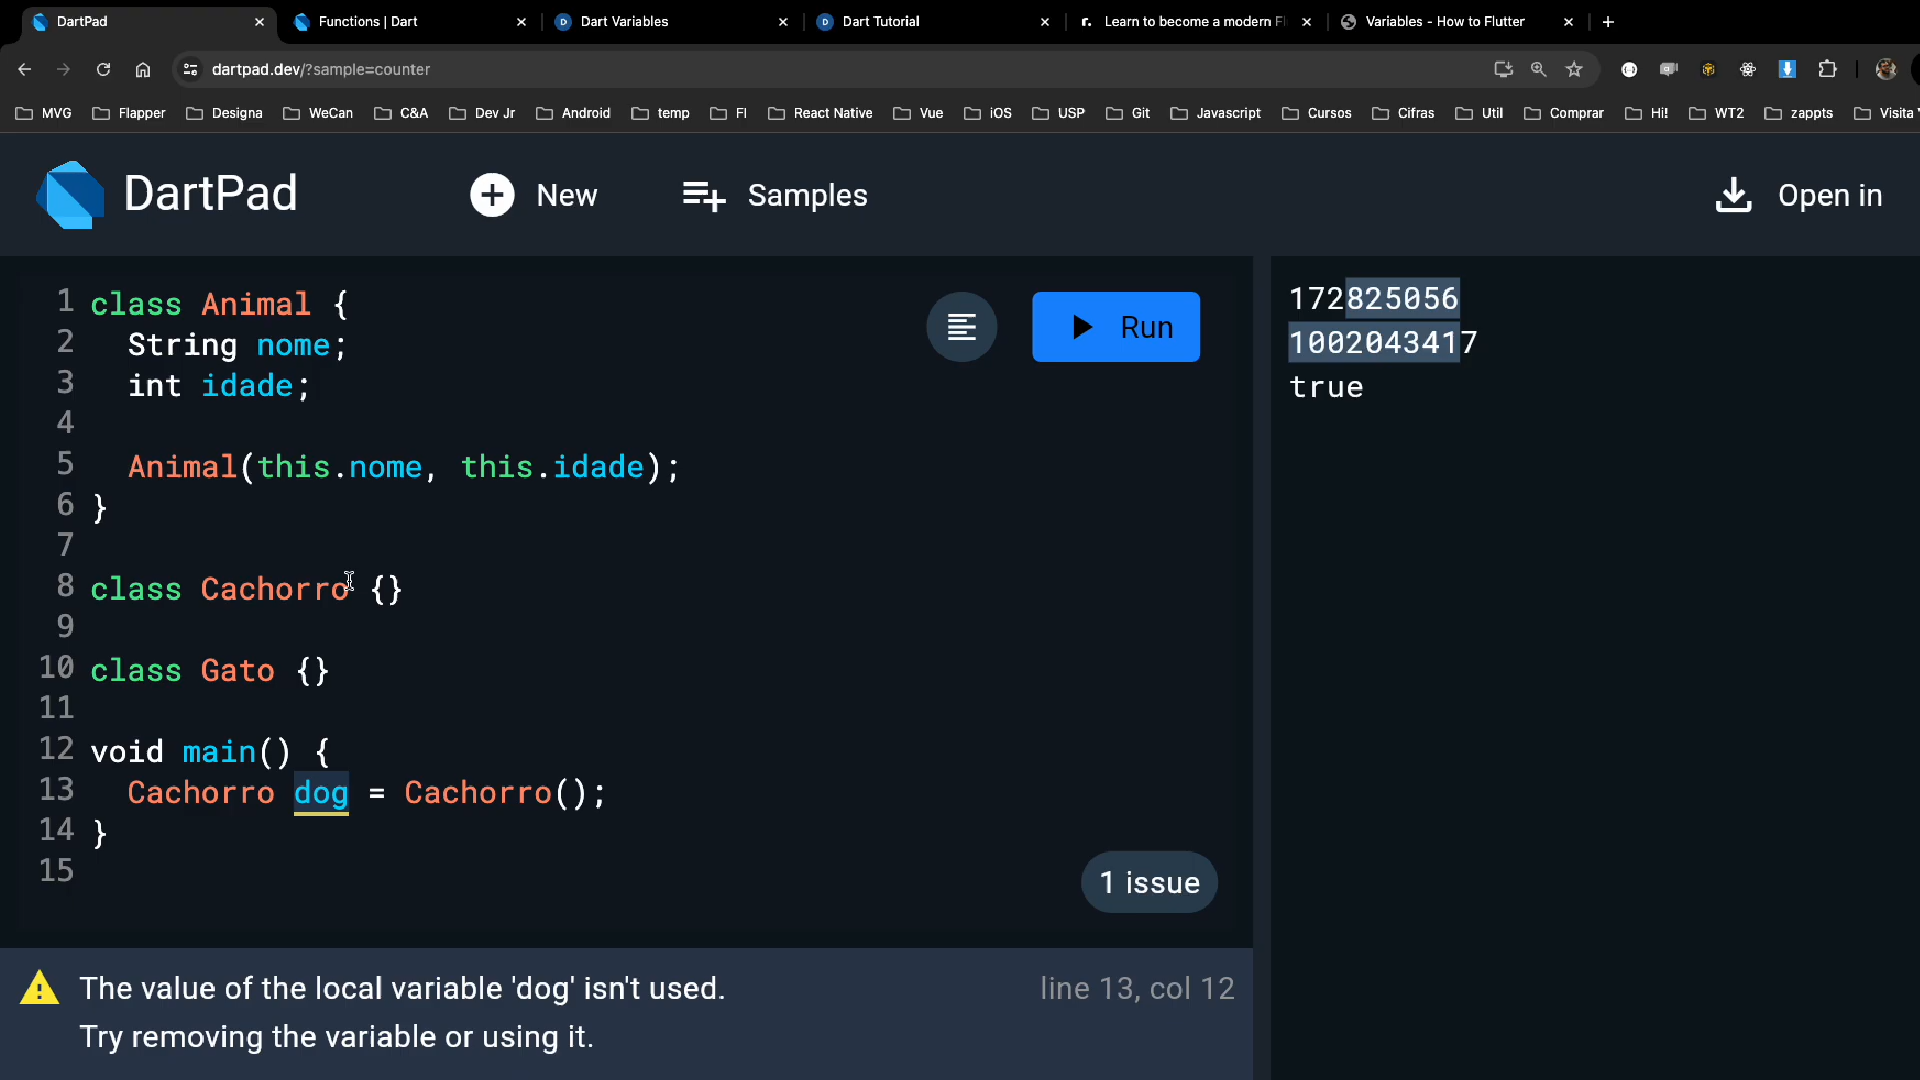 DartPad
Functions | Dart
Dart Variables
Dart Tutorial
r. Learn to become a modern Fl
Variables - How to Flutter
dartpad.dev/?sample=counter
MVG Flapper Designa WeCan C&A Dev Jr Android temp Fl React Native Vue iOS USP Git Javascript Cursos Cifras Util Comprar Hi! WT2 zappts Visita
DartPad
New
Samples
Open in
Run
1 class Animal {
2 String nome;
3 int idade;
4
5 Animal(this.nome, this.idade);
6 }
7
8 class Cachorro {}
9
10 class Gato {}
11
12 void main() {
13 Cachorro dog = Cachorro();
14 }
15
1 issue
The value of the local variable 'dog' isn't used.
line 13, col 12
Try removing the variable or using it.
172825056
1002043417
true